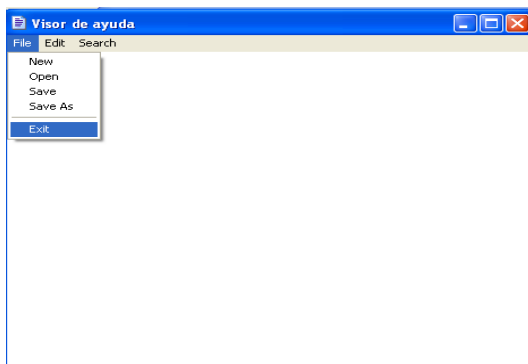 Visor de ayuda
File Edit Search
New
Open
Save
Save As
Exit